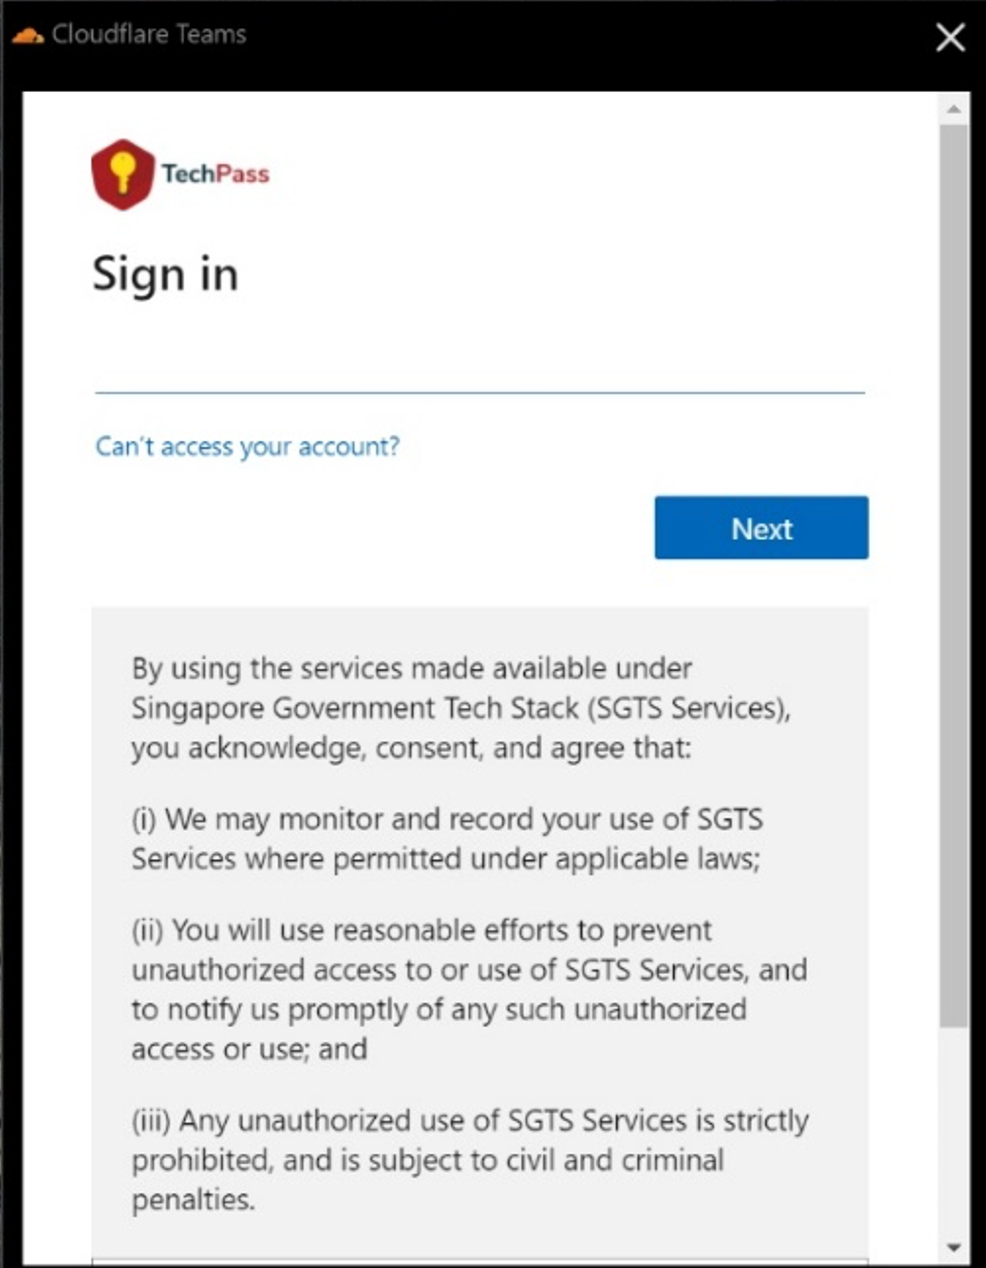 Cloudflare Teams
TechPass
Sign in
Can't access your account?
Next
By using the services made available under
Singapore Government Tech Stack (SGTS Services),
you acknowledge, consent, and agree that:
(i) We may monitor and record your use of SGTS
Services where permitted under applicable laws;
(ii) You will use reasonable efforts to prevent
unauthorized access to or use of SGTS Services, and
to notify us promptly of any such unauthorized
access or use; and
(iii) Any unauthorized use of SGTS Services is strictly
prohibited, and is subject to civil and criminal
penalties.